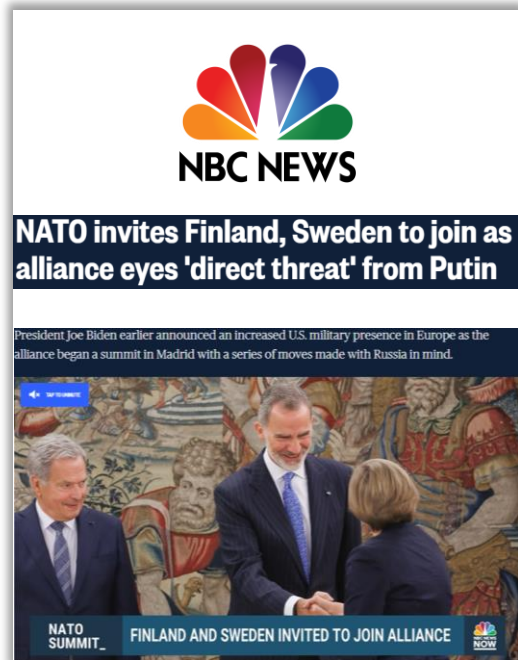 NBC NEWS
NATO invites Finland, Sweden to join as
alliance eyes 'direct threat' from Putin
President Joe Biden earlier announced an increased U.S. military presence in Europe as the
alliance began a summit in Madrid with a series of moves made with Russia in mind.
TAP TO UNMUTE
NATO
SUMMIT_
FINLAND AND SWEDEN INVITED TO JOIN ALLIANCE
NBC NEWS
NOW